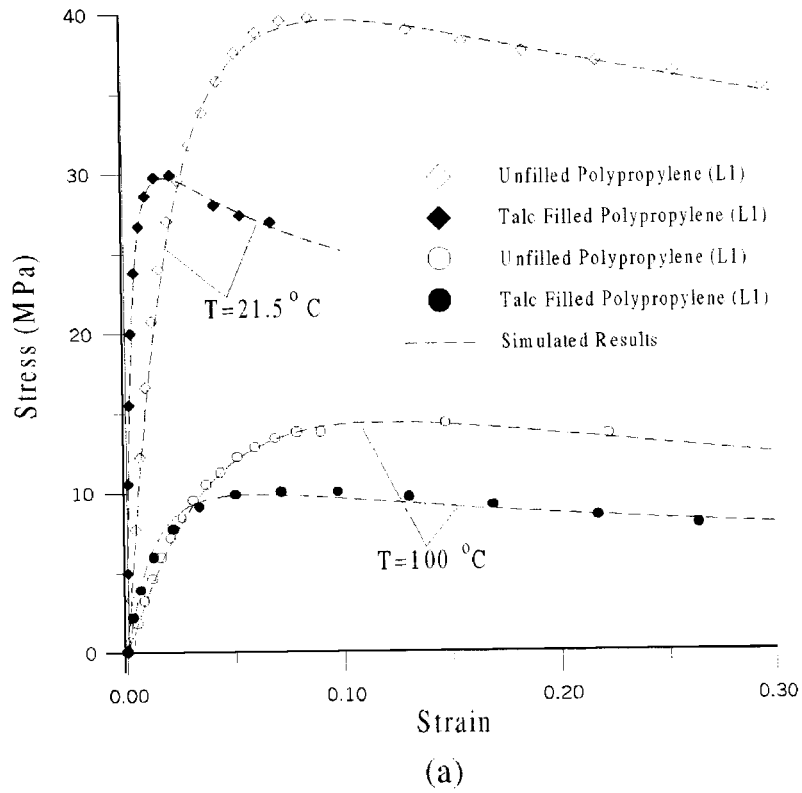 40
30
20
10
0
Stress (MPa)
Unfilled Polypropylene (L1)
Talc Filled Polypropylene (L1)
Unfilled Polypropylene (L1)
Talc Filled Polypropylene (L1)
Simulated Results
T=21.5° C
T=100 °C
0.00
0.10
0.20
0.30
Strain
(a)